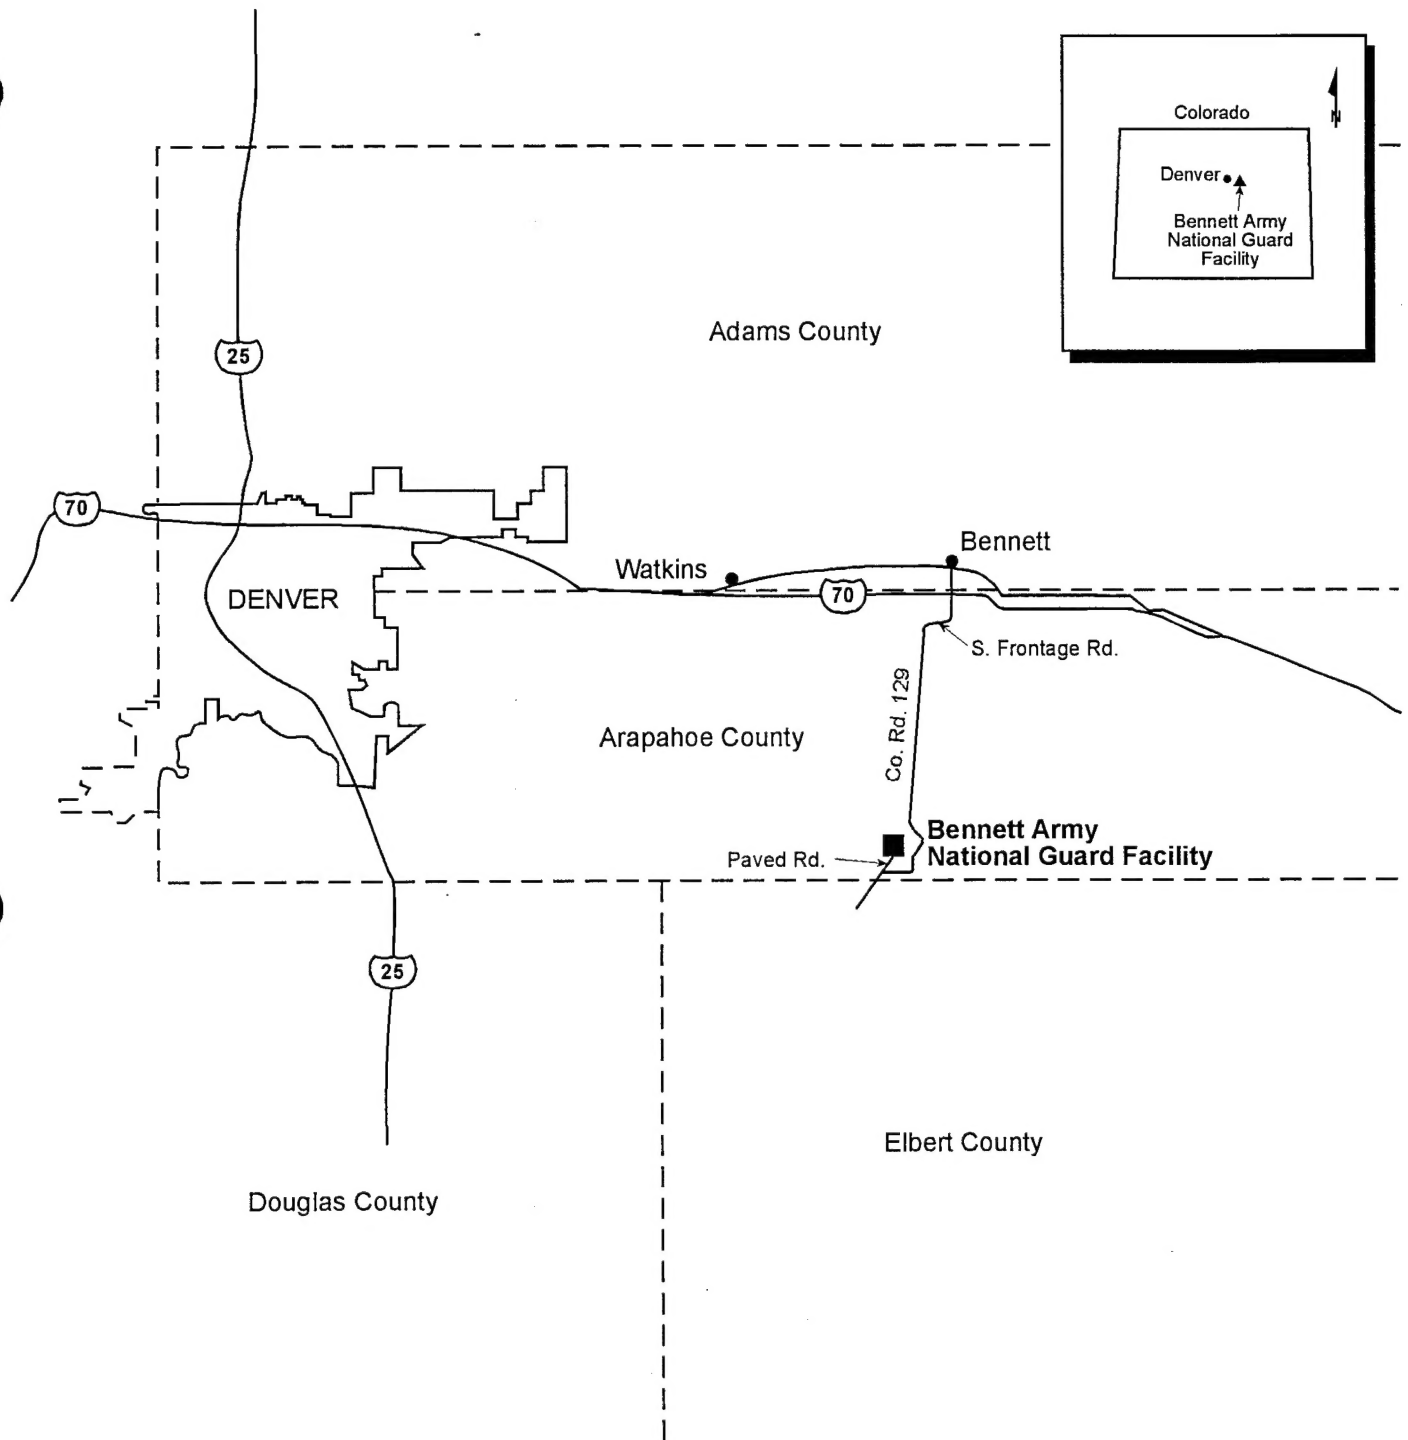 Colorado
N
Denver
Bennett Army
National Guard
Facility
Adams County
25
70
Bennett
Watkins
DENVER
70
S. Frontage Rd.
Co. Rd. 129
Arapahoe County
Bennett Army
National Guard Facility
Paved Rd.
25
Elbert County
Douglas County